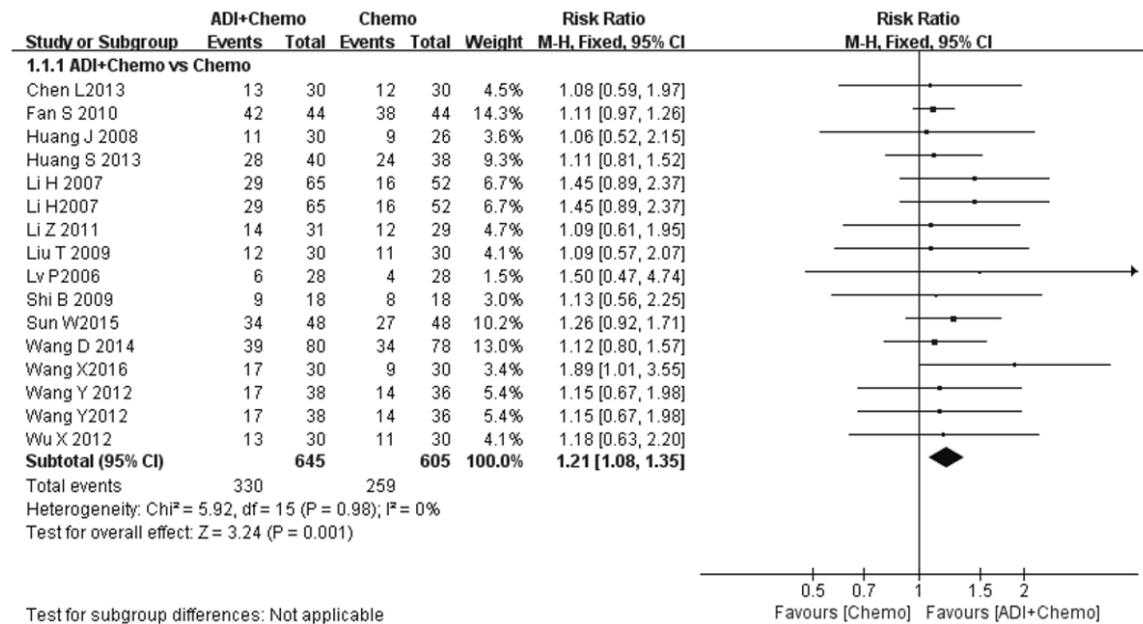 ADI+Chemo Chemo Risk Ratio Risk Ratio
Study or Subgroup Events Total Events Total Weight M-H, Fixed, 95% CI M-H, Fixed, 95% CI
1.1.1 ADI+Chemo vs Chemo
Chen L2013 13 30 12 30 4.5% 1.08 [0.59, 1.97]
Fan S 2010 42 44 38 44 14.3% 1.11 [0.97, 1.26]
Huang J 2008 11 30 9 26 3.6% 1.06 [0.52, 2.15]
Huang S 2013 28 40 24 38 9.3% 1.11 [0.81, 1.52]
Li H 2007 29 65 16 52 6.7% 1.45 [0.89, 2.37]
Li H2007 29 65 16 52 6.7% 1.45 [0.89, 2.37]
Li Z 2011 14 31 12 29 4.7% 1.09 [0.61, 1.95]
Liu T 2009 12 30 11 30 4.1% 1.09 [0.57, 2.07]
Lv P2006 6 28 4 28 1.5% 1.50 [0.47, 4.74]
Shi B 2009 9 18 8 18 3.0% 1.13 [0.56, 2.25]
Sun W2015 34 48 27 48 10.2% 1.26 [0.92, 1.71]
Wang D 2014 39 80 34 78 13.0% 1.12 [0.80, 1.57]
Wang X2016 17 30 9 30 3.4% 1.89 [1.01, 3.55]
Wang Y 2012 17 38 14 36 5.4% 1.15 [0.67, 1.98]
Wang Y2012 17 38 14 36 5.4% 1.15 [0.67, 1.98]
Wu X 2012 13 30 11 30 4.1% 1.18 [0.63, 2.20]
Subtotal (95% CI) 645 605 100.0% 1.21 [1.08, 1.35]
Total events 330 259
Heterogeneity: Chi² = 5.92, df = 15 (P = 0.98); I² = 0%
Test for overall effect: Z = 3.24 (P = 0.001)
0.5 0.7 1 1.5 2
Test for subgroup differences: Not applicable Favours [Chemo] Favours [ADI+Chemo]